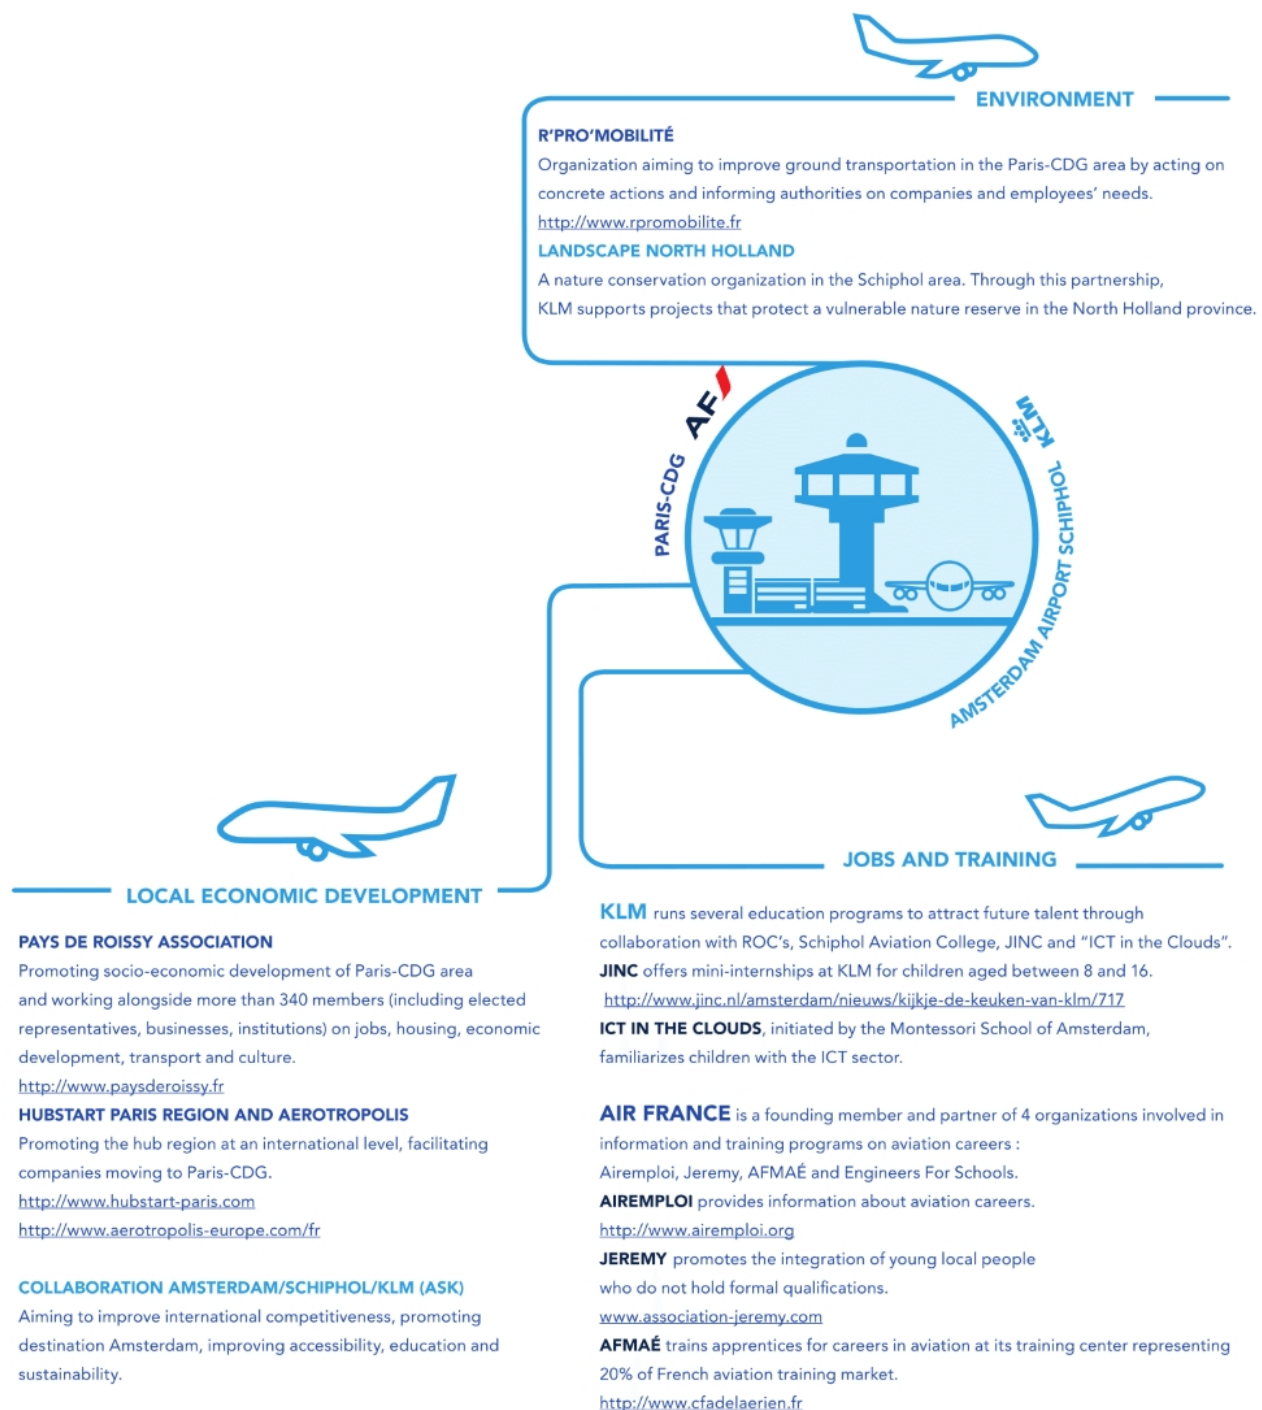 ENVIRONMENT
R'PRO'MOBILITÉ
Organization aiming to improve ground transportation in the Paris-CDG area by acting on
concrete actions and informing authorities on companies and employees' needs.
http://www.rpromobilite.fr
LANDSCAPE NORTH HOLLAND
A nature conservation organization in the Schiphol area. Through this partnership,
KLM supports projects that protect a vulnerable nature reserve in the North Holland province.
PARIS-CDG AF
KLM AMSTERDAM AIRPORT SCHIPHOL
LOCAL ECONOMIC DEVELOPMENT
PAYS DE ROISSY ASSOCIATION
Promoting socio-economic development of Paris-CDG area
and working alongside more than 340 members (including elected
representatives, businesses, institutions) on jobs, housing, economic
development, transport and culture.
http://www.paysderoissy.fr
HUBSTART PARIS REGION AND AEROTROPOLIS
Promoting the hub region at an international level, facilitating
companies moving to Paris-CDG.
http://www.hubstart-paris.com
http://www.aerotropolis-europe.com/fr
COLLABORATION AMSTERDAM/SCHIPHOL/KLM (ASK)
Aiming to improve international competitiveness, promoting
destination Amsterdam, improving accessibility, education and
sustainability.
JOBS AND TRAINING
KLM runs several education programs to attract future talent through
collaboration with ROC's, Schiphol Aviation College, JINC and "ICT in the Clouds".
JINC offers mini-internships at KLM for children aged between 8 and 16.
http://www.jinc.nl/amsterdam/nieuws/kijkje-de-keuken-van-klm/717
ICT IN THE CLOUDS, initiated by the Montessori School of Amsterdam,
familiarizes children with the ICT sector.
AIR FRANCE is a founding member and partner of 4 organizations involved in
information and training programs on aviation careers :
Airemploi, Jeremy, AFMAÉ and Engineers For Schools.
AIREMPLOI provides information about aviation careers.
http://www.airemploi.org
JEREMY promotes the integration of young local people
who do not hold formal qualifications.
www.association-jeremy.com
AFMAÉ trains apprentices for careers in aviation at its training center representing
20% of French aviation training market.
http://www.cfadelaerien.fr